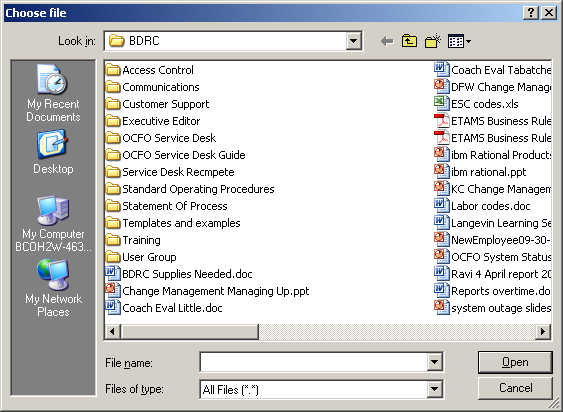 Choose file
Look in: BDRC
My Recent
Documents
Desktop
My Computer
BC0H2W-463...
My Network
Places
Access Control
Communications
Customer Support
Executive Editor
OCFO Service Desk
OCFO Service Desk Guide
Service Desk Recmpete
Standard Operating Procedures
Statement Of Process
Templates and examples
Training
User Group
BDRC Supplies Needed.doc
Change Management Managing Up.ppt
Coach Eval Little.doc
Coach Eval Tabatche
DFW Change Manag
ESC codes.xls
ETAMS Business Rule
ETAMS Business Rule
ibm Rational Products
ibm rational.ppt
KC Change Managem
Labor codes.doc
Langevin Learning Se
NewEmployee09-30-
OCFO System Status
Ravi 4 April report 20
Reports overtime.do
system outage slides
File name:
Open
Files of type: All Files (*.*)
Cancel